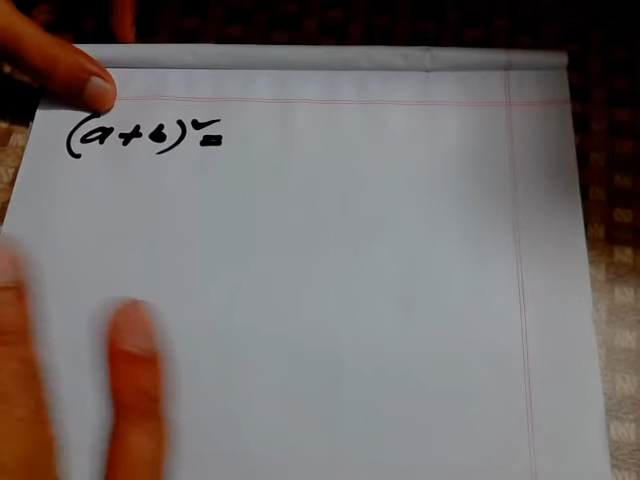 (a+b)² =